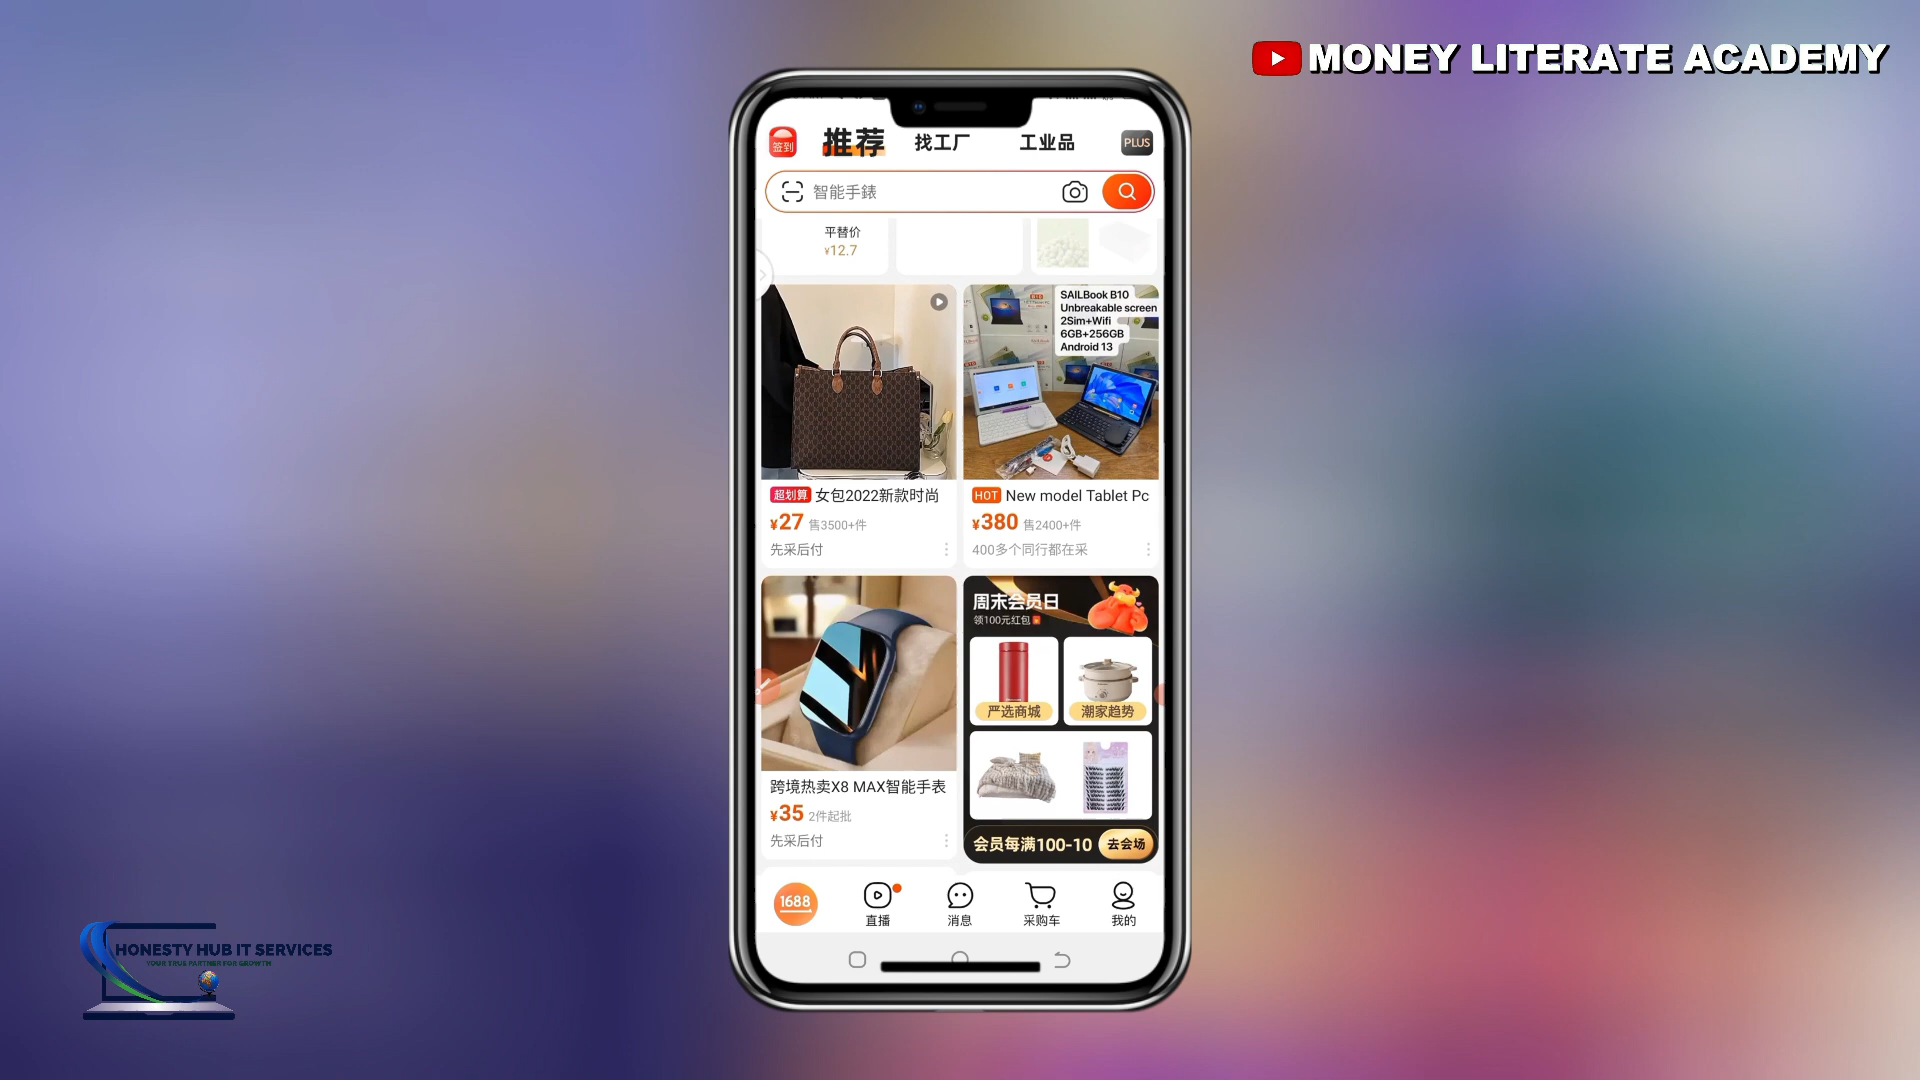 MONEY LITERATE ACADEMY
签到
推荐
找工厂
工业品
PLUS
智能手錶
平替价
¥12.7
SAILBook B10
Unbreakable screen
2Sim+Wifi
6GB+256GB
Android 13
超划算 女包2022新款时尚
¥27 售3500+件
先采后付
HOT New model Tablet Pc
¥380 售2400+件
400多个同行都在采
跨境热卖X8 MAX智能手表
¥35 2件起批
先采后付
周末会员日
领100元红包
严选商城
潮家趋势
会员每满100-10 去会场
1688
直播
消息
采购车
我的
HONESTY HUB IT SERVICES
YOUR TRUE PARTNER FOR GROWTH